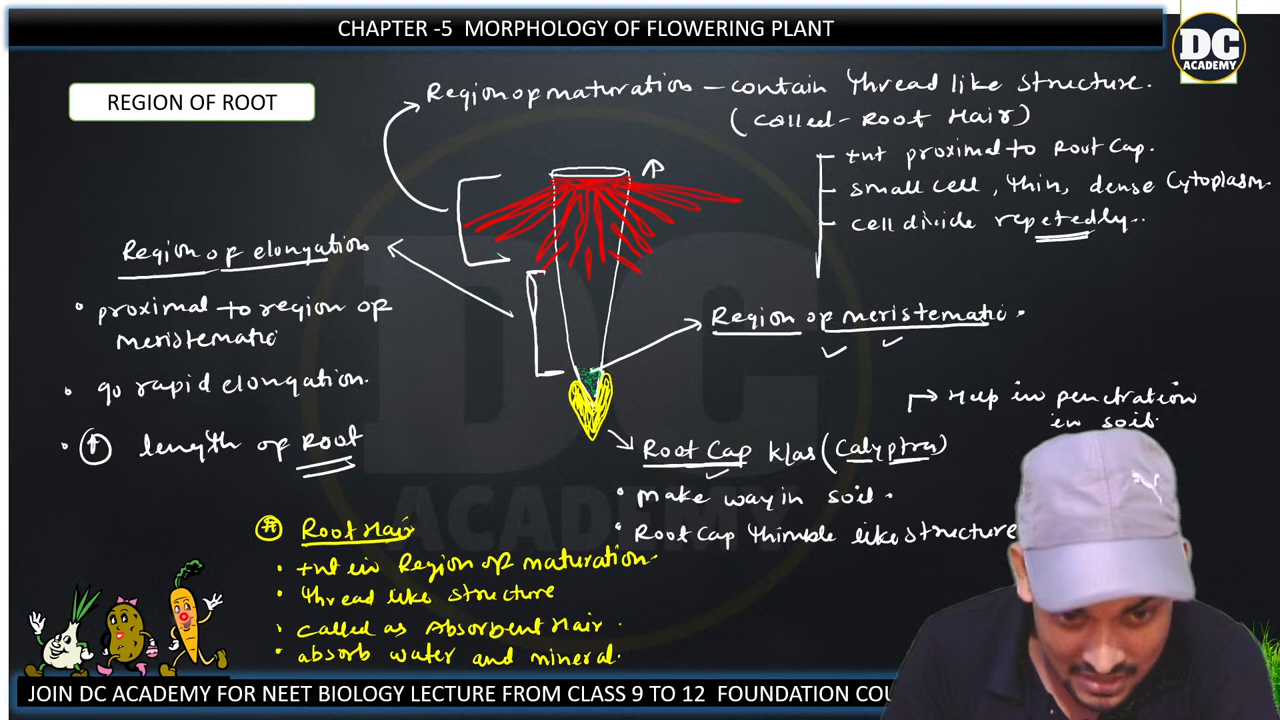 CHAPTER -5 MORPHOLOGY OF FLOWERING PLANT
DC
ACADEMY
REGION OF ROOT
Region of maturation – contain thread like structure.
(Called - Root Hair)
+nt proximal to Root Cap.
small cell, thin, dense Cytoplasm.
cell divide repetedly..
Region of elongation
• proximal to region of
meristematic
• go rapid elongation.
• ↑ length of Root
Region of meristematic.
Help in penetration
in soil.
Root Cap k/as (Calyptra)
• make way in soil.
• Root Cap thimble like structure
# Root Hair
• +nt in Region of maturation.
• thread like structure
• called as Absorbent Hair.
• absorb water and mineral.
DC
ACADEMY
JOIN DC ACADEMY FOR NEET BIOLOGY LECTURE FROM CLASS 9 TO 12 FOUNDATION COU